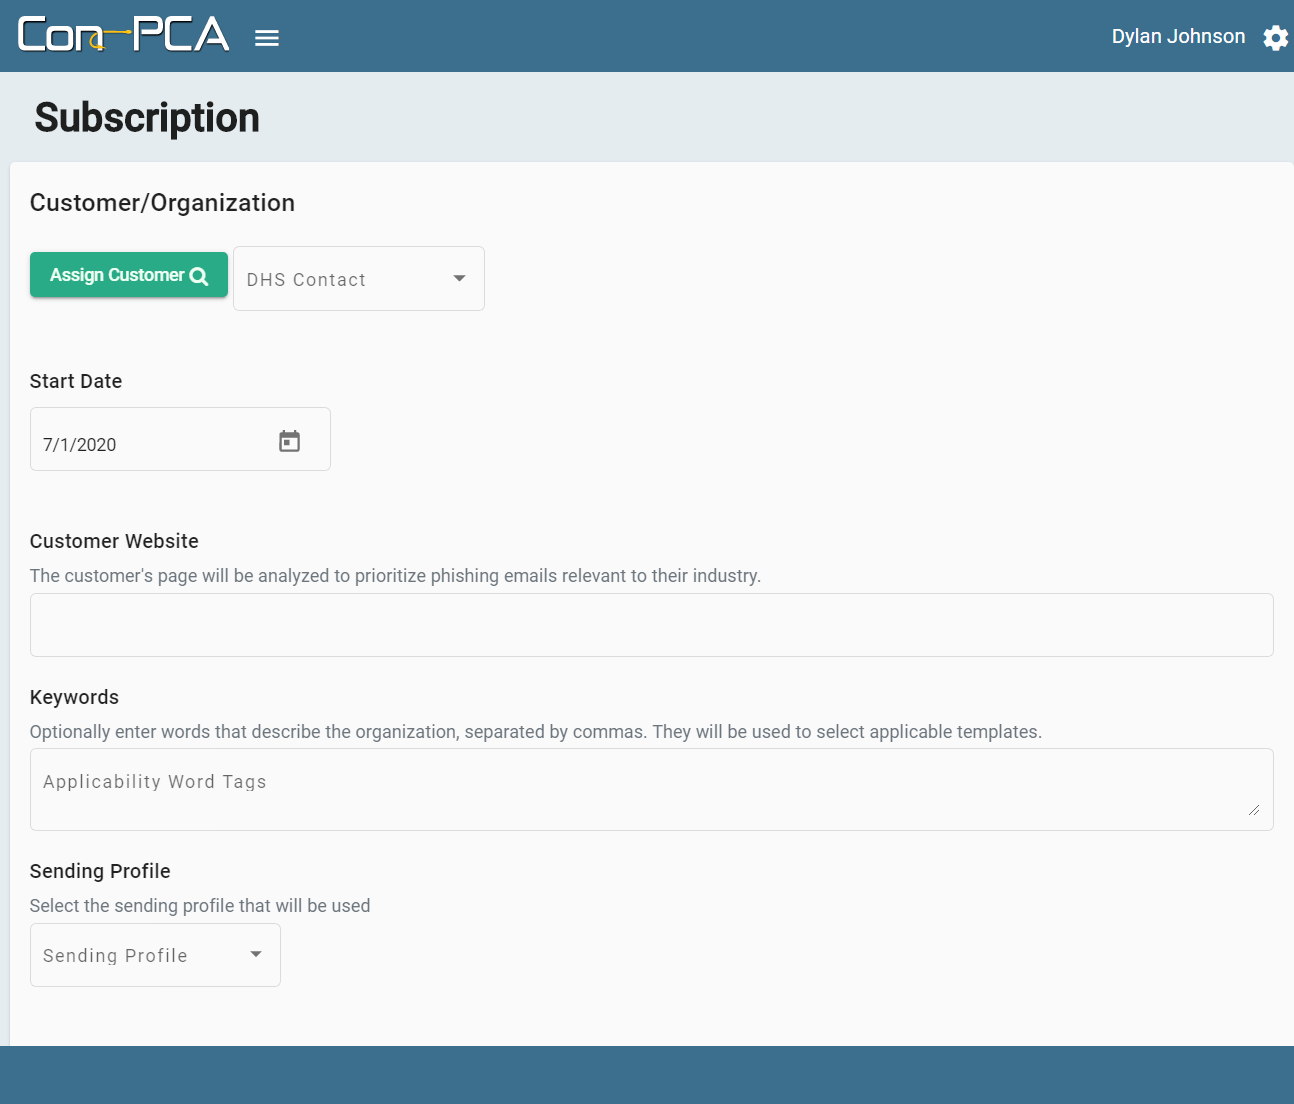 Con-PCA
Dylan Johnson
Subscription
Customer/Organization
Assign Customer
DHS Contact
Start Date
7/1/2020
Customer Website
The customer's page will be analyzed to prioritize phishing emails relevant to their industry.
Keywords
Optionally enter words that describe the organization, separated by commas. They will be used to select applicable templates.
Applicability Word Tags
Sending Profile
Select the sending profile that will be used
Sending Profile